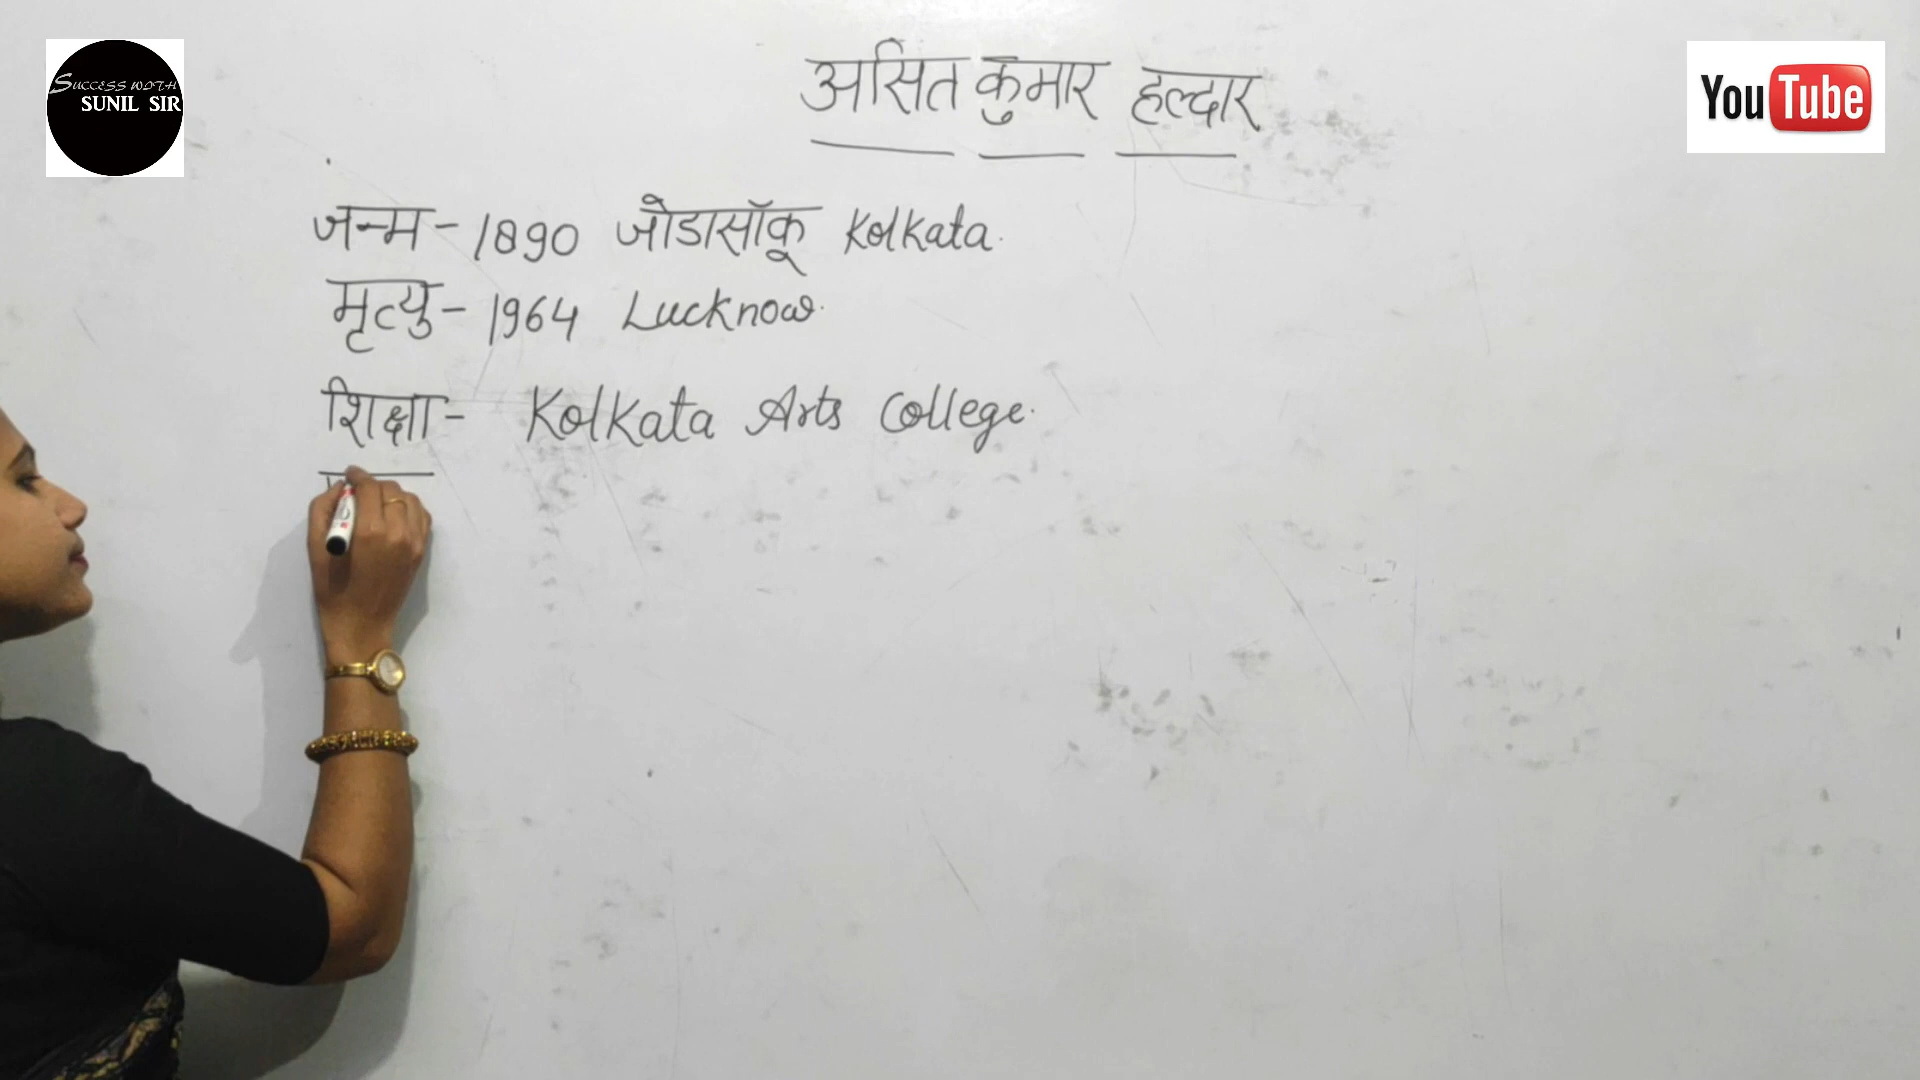 SUCCESS WITH
SUNIL SIR
YouTube
असित कुमार हल्दार
जन्म - 1890 जोडासाॅकू Kolkata.
मृत्यु - 1964 Lucknow.
शिक्षा - Kolkata Arts College.